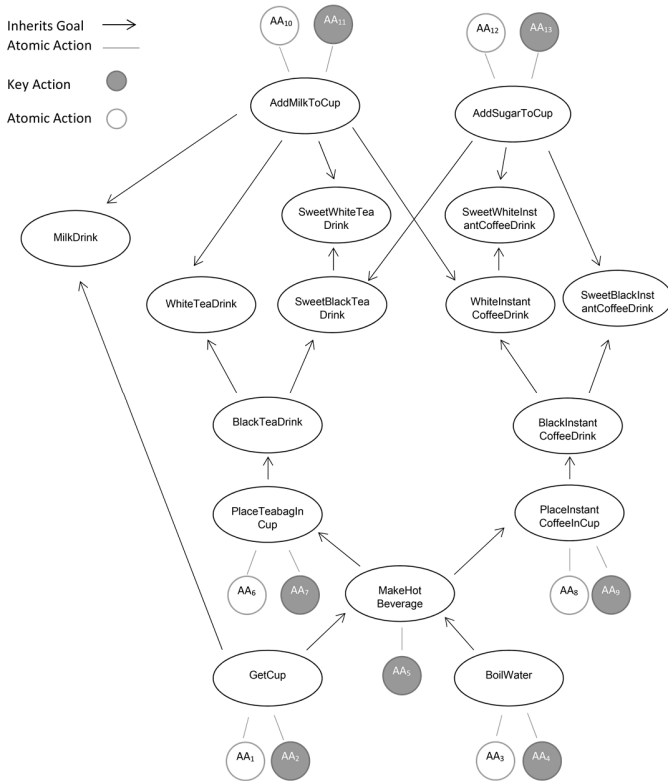 Inherits Goal
Atomic Action
Key Action
Atomic Action
AA10
AA11
AA12
AA13
AddMilkToCup
AddSugarToCup
MilkDrink
SweetWhiteTea
Drink
SweetWhiteInst
antCoffeeDrink
WhiteTeaDrink
SweetBlackTea
Drink
WhiteInstant
CoffeeDrink
SweetBlackInst
antCoffeeDrink
BlackTeaDrink
BlackInstant
CoffeeDrink
PlaceTeabagIn
Cup
PlaceInstant
CoffeeInCup
AA6
AA7
MakeHot
Beverage
AA8
AA9
GetCup
AA5
BoilWater
AA1
AA2
AA3
AA4